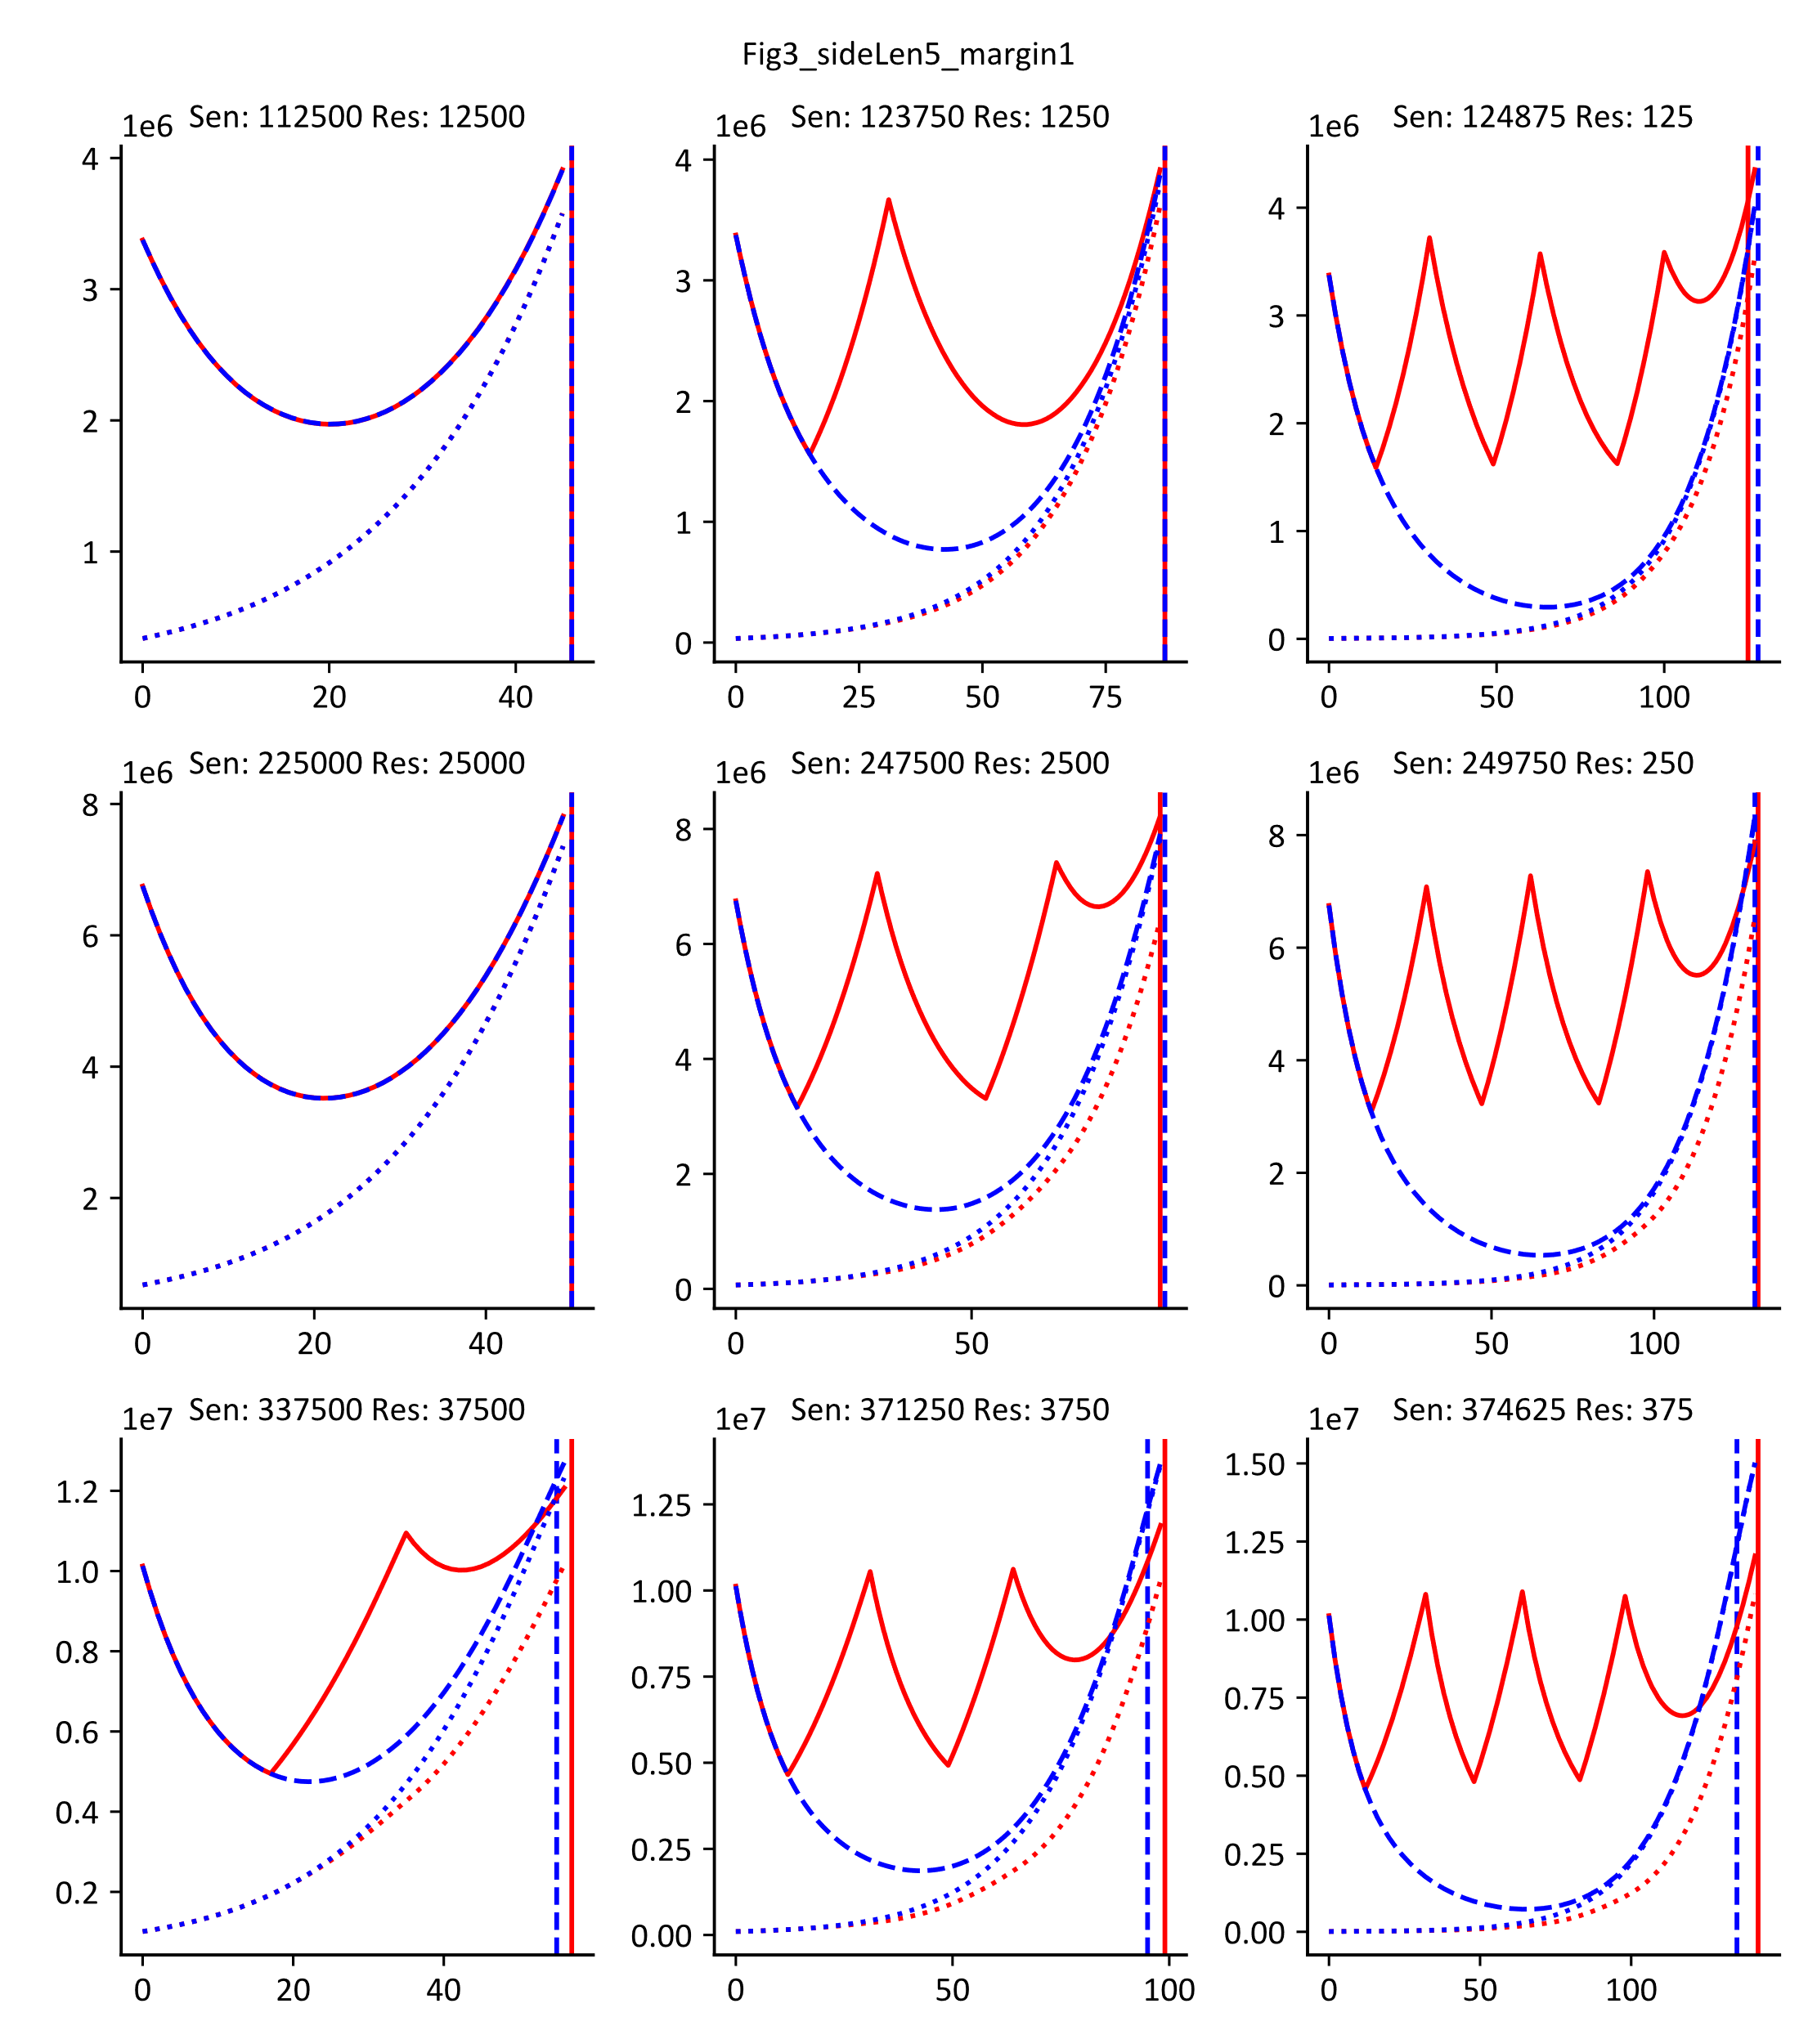 Fig3_sideLen5_margin1
1e6 Sen: 112500 Res: 12500
4
3
2
1
0 20 40
1e6 Sen: 123750 Res: 1250
4
3
2
1
0
0 25 50 75
1e6 Sen: 124875 Res: 125
4
3
2
1
0
0 50 100
1e6 Sen: 225000 Res: 25000
8
6
4
2
0 20 40
1e6 Sen: 247500 Res: 2500
8
6
4
2
0
0 50
1e6 Sen: 249750 Res: 250
8
6
4
2
0
0 50 100
1e7 Sen: 337500 Res: 37500
1.2
1.0
0.8
0.6
0.4
0.2
0 20 40
1e7 Sen: 371250 Res: 3750
1.25
1.00
0.75
0.50
0.25
0.00
0 50 100
1e7 Sen: 374625 Res: 375
1.50
1.25
1.00
0.75
0.50
0.25
0.00
0 50 100